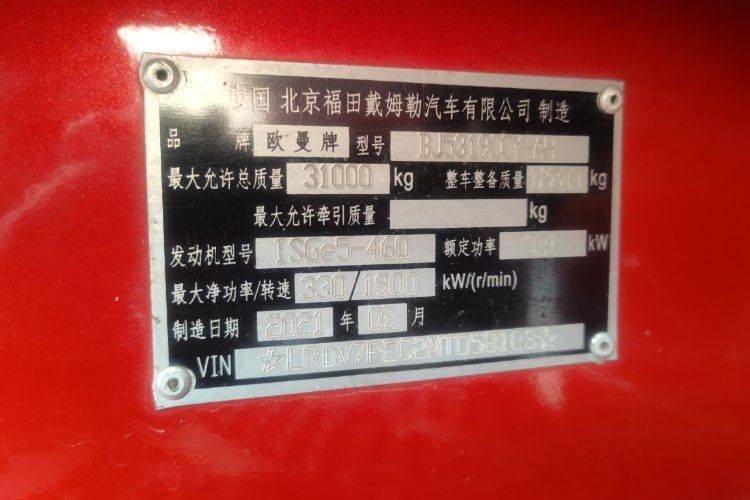 中国 北京福田戴姆勒汽车有限公司 制造
品 牌 欧曼牌 型号
最大允许总质量 31000 kg 整车整备质量 kg
最大允许牵引质量 kg
发动机型号 ISGe5-460 额定功率 kW
最大净功率/转速 330/1900 kW/(r/min)
制造日期 2021 年 02 月
VIN